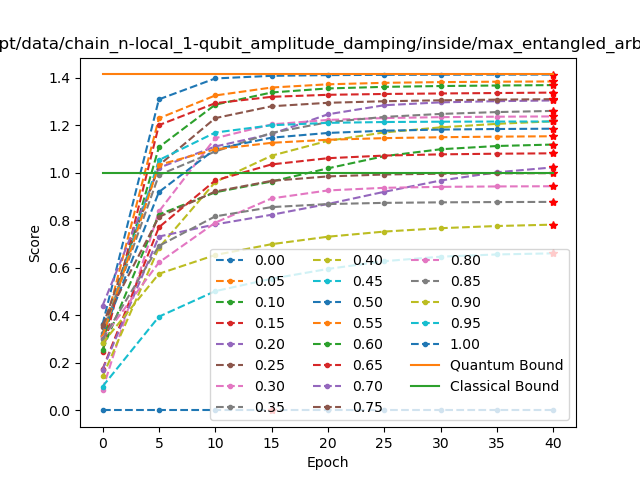 pt/data/chain_n-local_1-qubit_amplitude_damping/inside/max_entangled_arb
Score
1.4
1.2
1.0
0.8
0.6
0.4
0.2
0.0
0.00 0.40 0.80
0.05 0.45 0.85
0.10 0.50 0.90
0.15 0.55 0.95
0.20 0.60 1.00
0.25 0.65 Quantum Bound
0.30 0.70 Classical Bound
0.35 0.75
0 5 10 15 20 25 30 35 40
Epoch